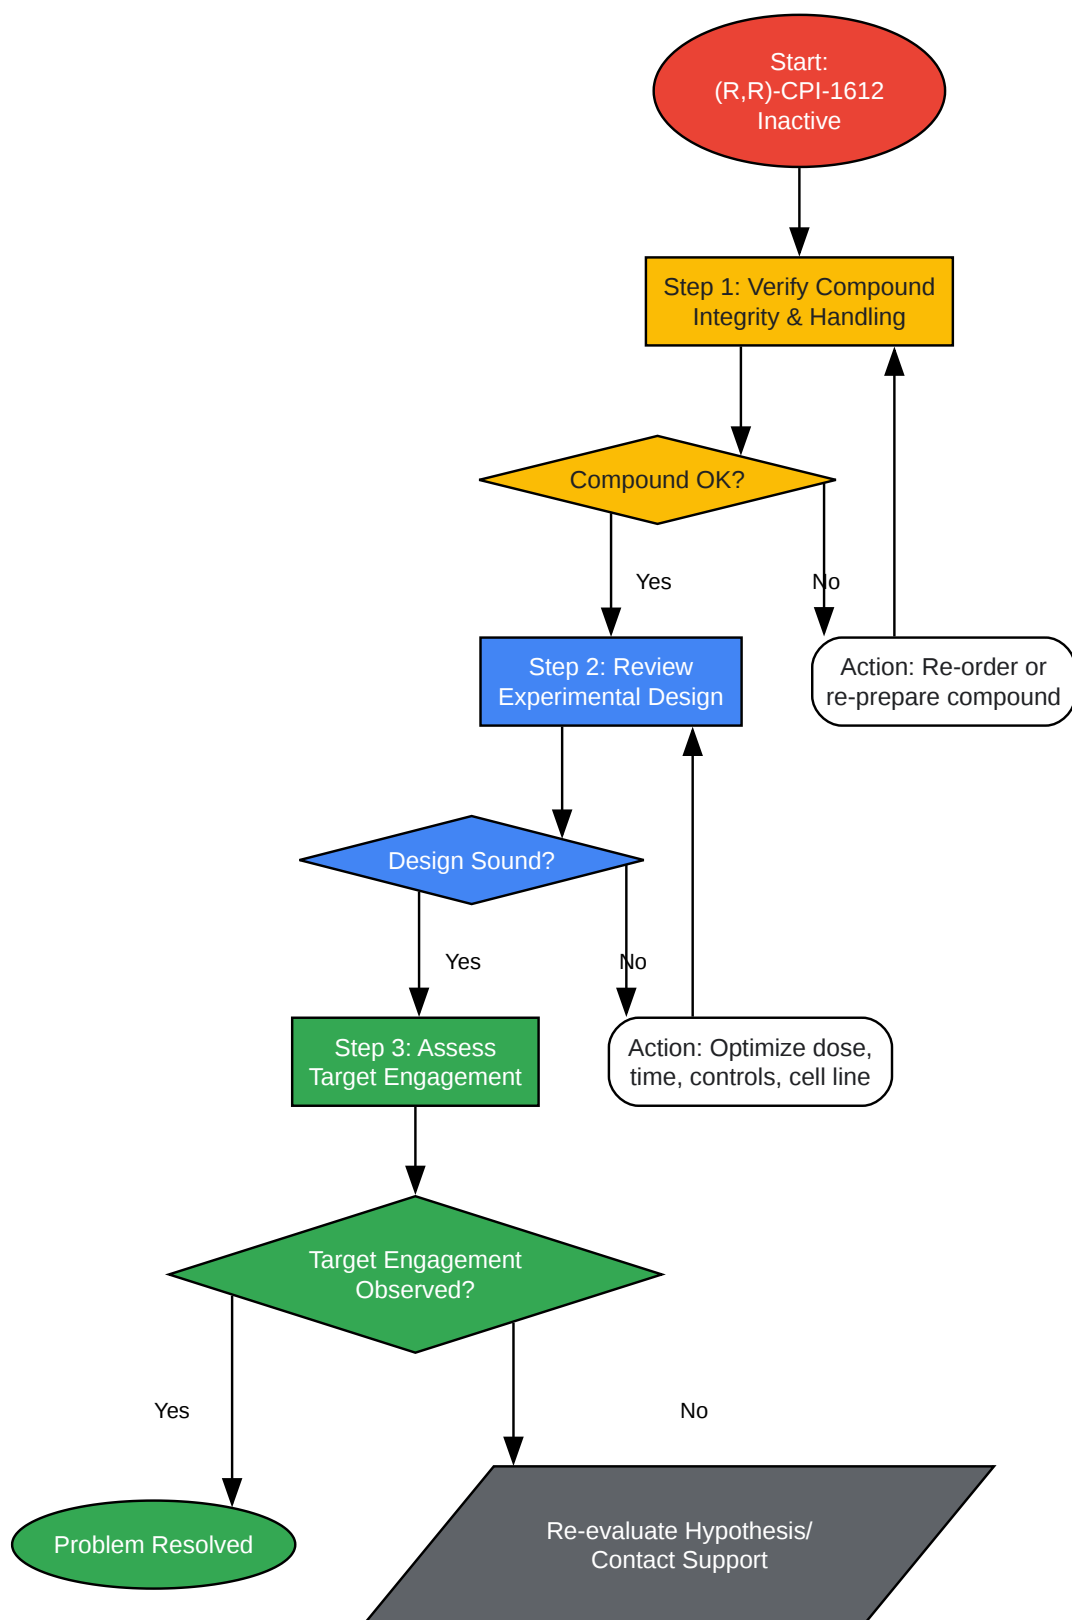 Start:
(R,R)-CPI-1612
Inactive
Step 1: Verify Compound
Integrity & Handling
Compound OK?
Yes
No
Step 2: Review
Experimental Design
Action: Re-order or
re-prepare compound
Design Sound?
Yes
No
Step 3: Assess
Target Engagement
Action: Optimize dose,
time, controls, cell line
Target Engagement
Observed?
Yes
No
Problem Resolved
Re-evaluate Hypothesis/
Contact Support